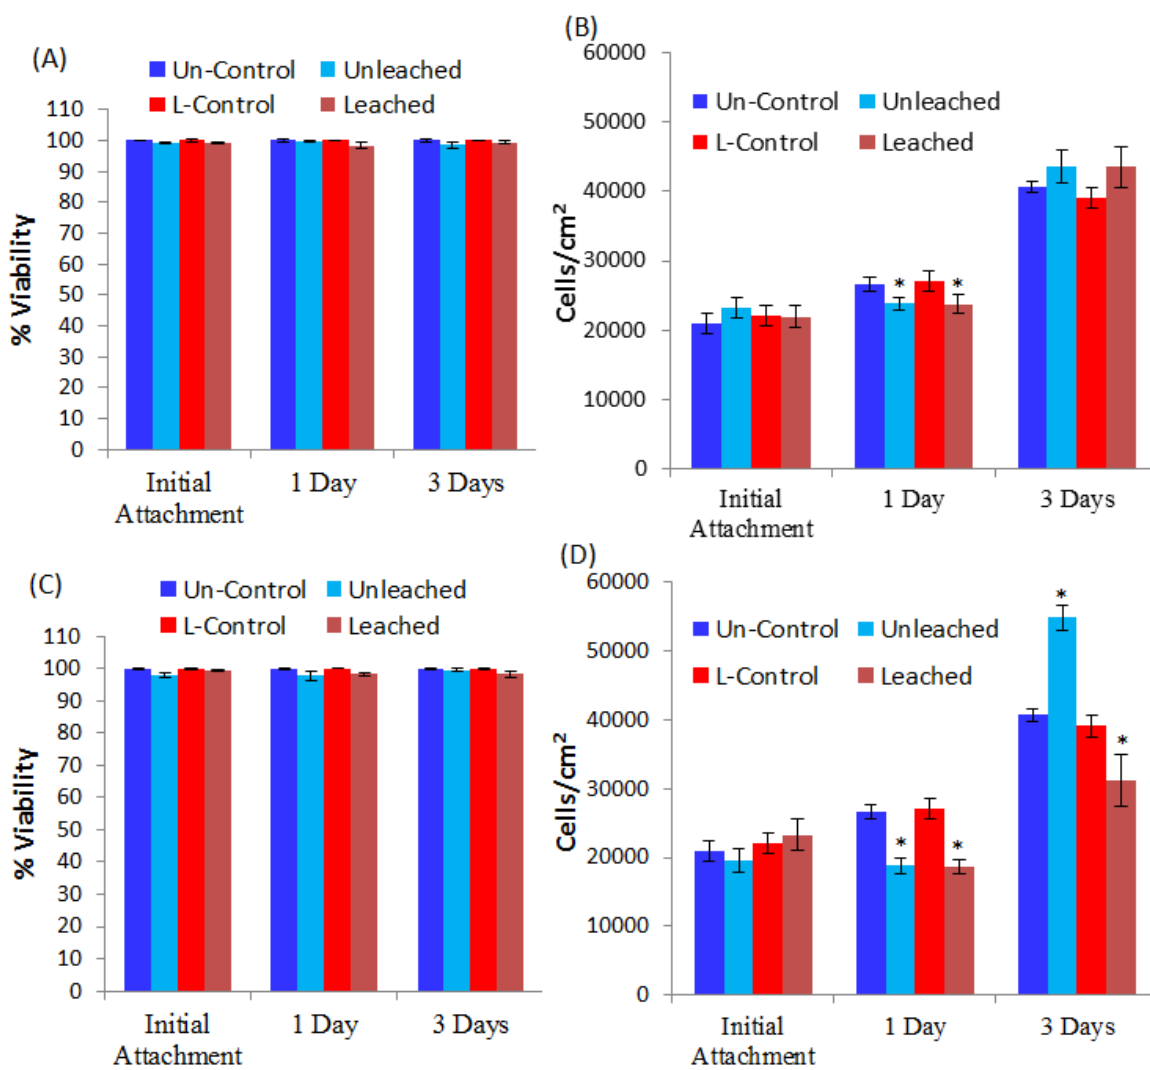 (A)
Un-Control Unleached
L-Control Leached
% Viability
110
100
90
80
70
60
50
40
30
20
10
0
Initial Attachment 1 Day 3 Days
(B)
Un-Control Unleached
L-Control Leached
Cells/cm²
60000
50000
40000
30000
20000
10000
0
* *
Initial Attachment 1 Day 3 Days
(C)
Un-Control Unleached
L-Control Leached
% Viability
110
100
90
80
70
60
50
40
30
20
10
0
Initial Attachment 1 Day 3 Days
(D)
Un-Control Unleached
L-Control Leached
Cells/cm²
60000
50000
40000
30000
20000
10000
0
* * * *
Initial Attachment 1 Day 3 Days